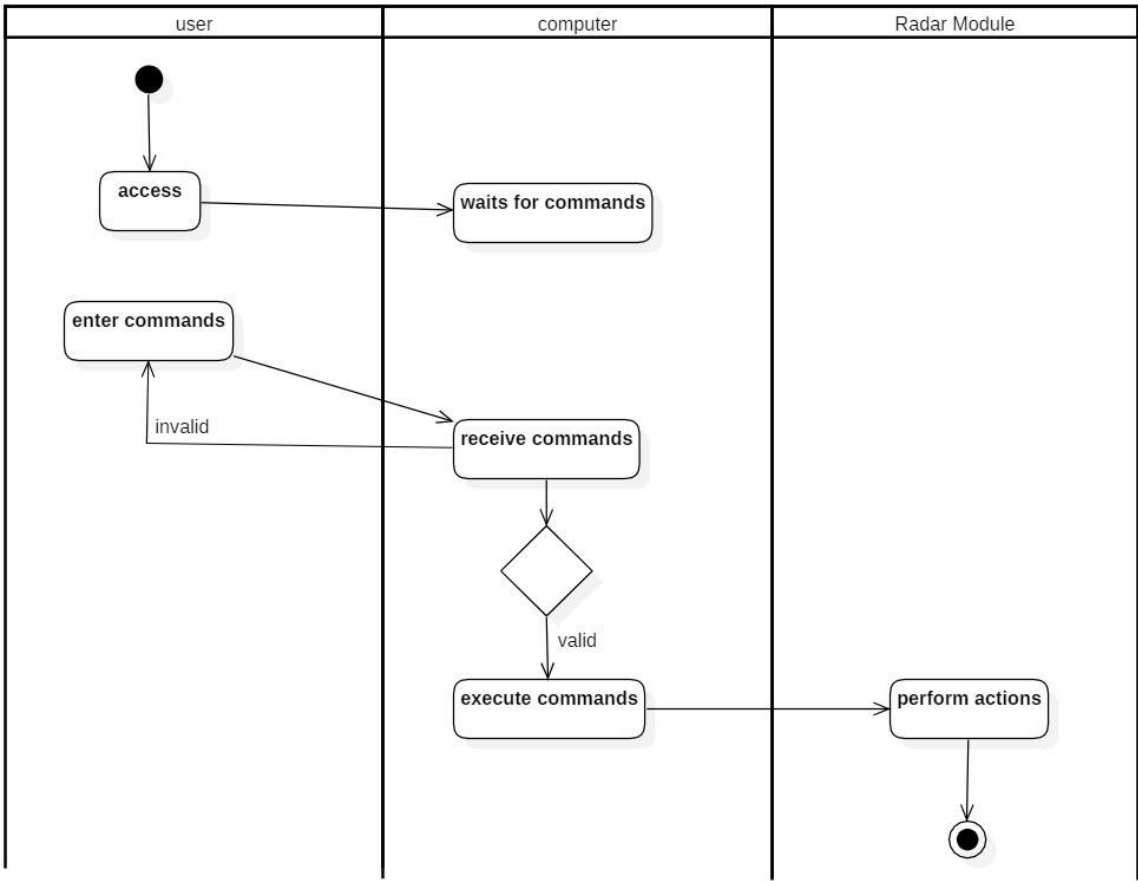 user
computer
Radar Module
access
waits for commands
enter commands
invalid
receive commands
valid
execute commands
perform actions